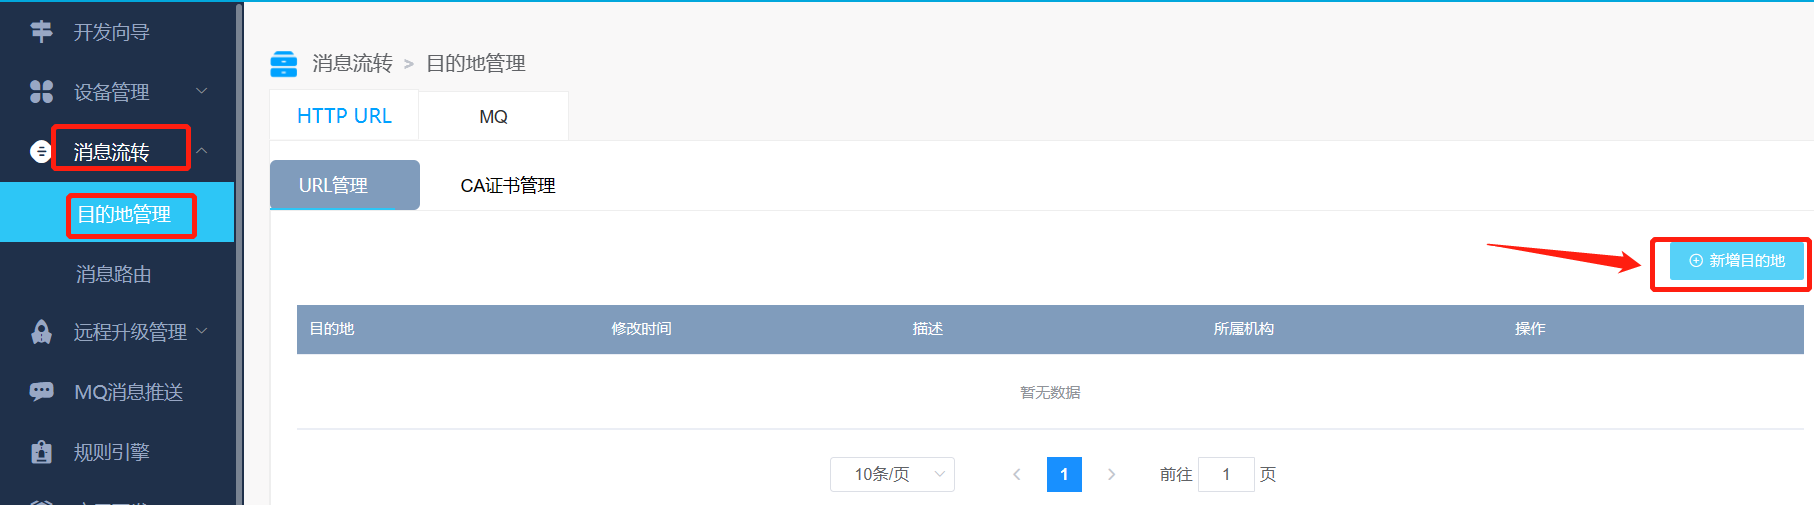 开发向导
设备管理
消息流转
目的地管理
消息路由
远程升级管理
MQ消息推送
规则引擎
消息流转 > 目的地管理
HTTP URL
MQ
URL管理
CA证书管理
新增目的地
目的地 修改时间 描述 所属机构 操作
暂无数据
10条/页 < 1 > 前往 1 页